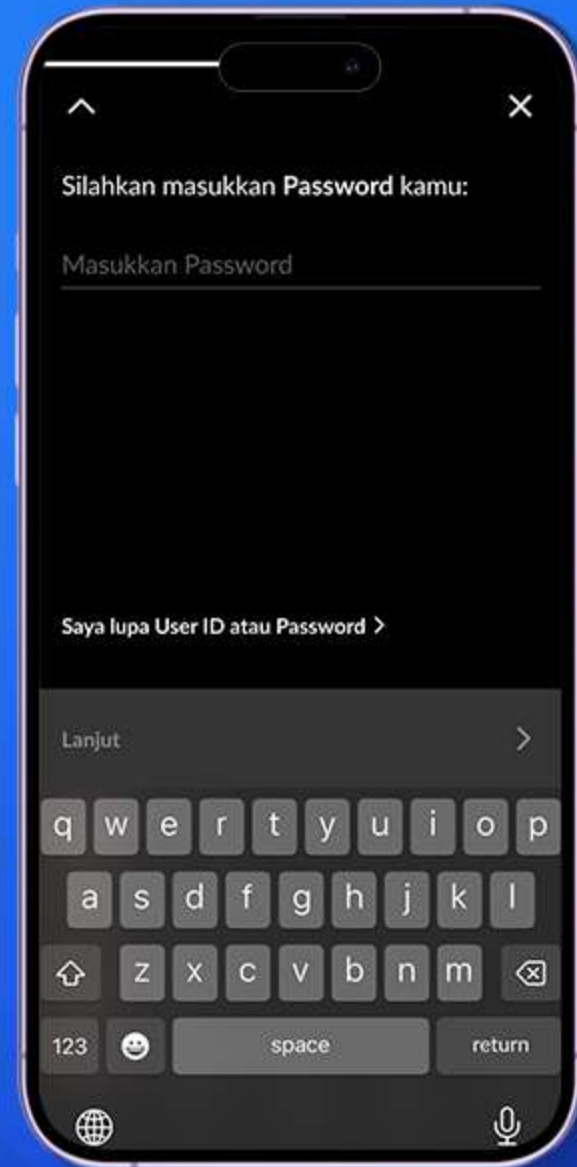 Silahkan masukkan Password kamu:
Masukkan Password
Saya lupa User ID atau Password >
Lanjut >
q w e r t y u i o p
a s d f g h j k l
z x c v b n m
123 space return